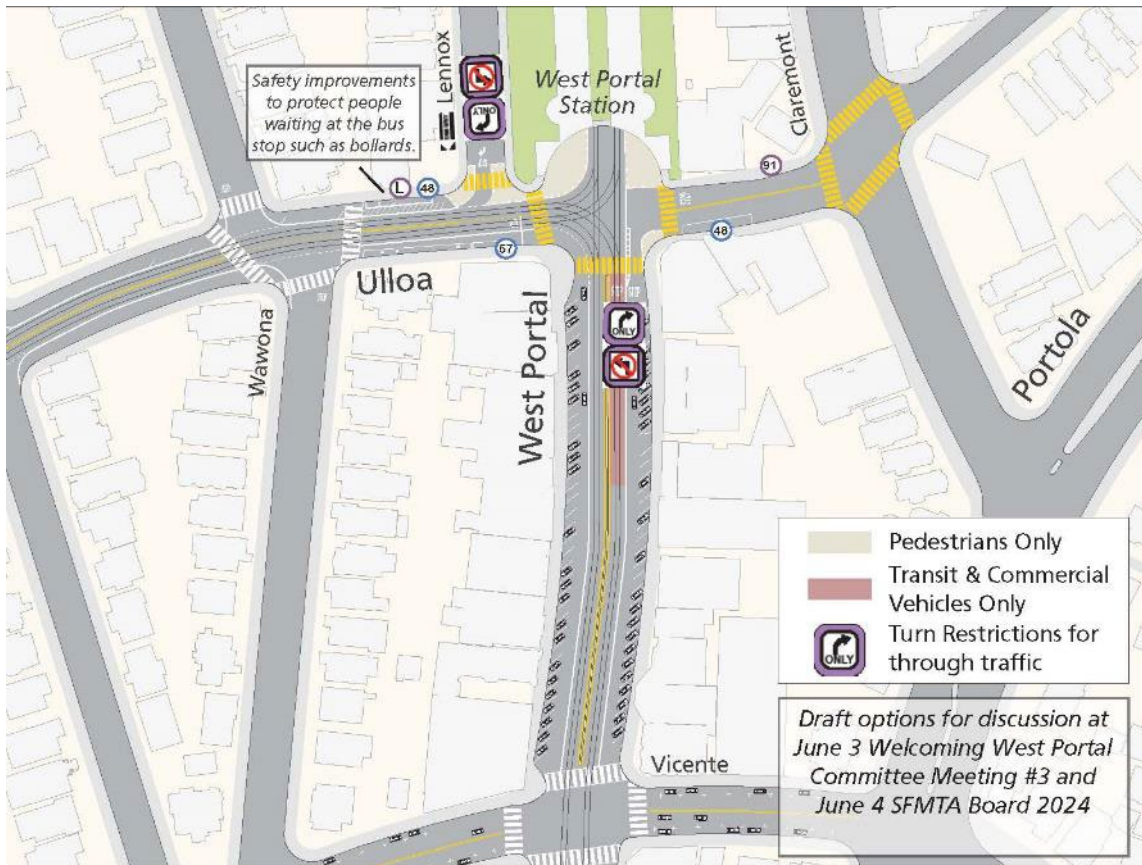 Safety improvements
to protect people
waiting at the bus
stop such as bollards.
Lennox
ONLY
West Portal
Station
Claremont
L
48
91
57
48
Ulloa
Wawona
West Portal
ONLY
Portola
Vicente
Pedestrians Only
Transit & Commercial
Vehicles Only
ONLY
Turn Restrictions for
through traffic
Draft options for discussion at
June 3 Welcoming West Portal
Committee Meeting #3 and
June 4 SFMTA Board 2024